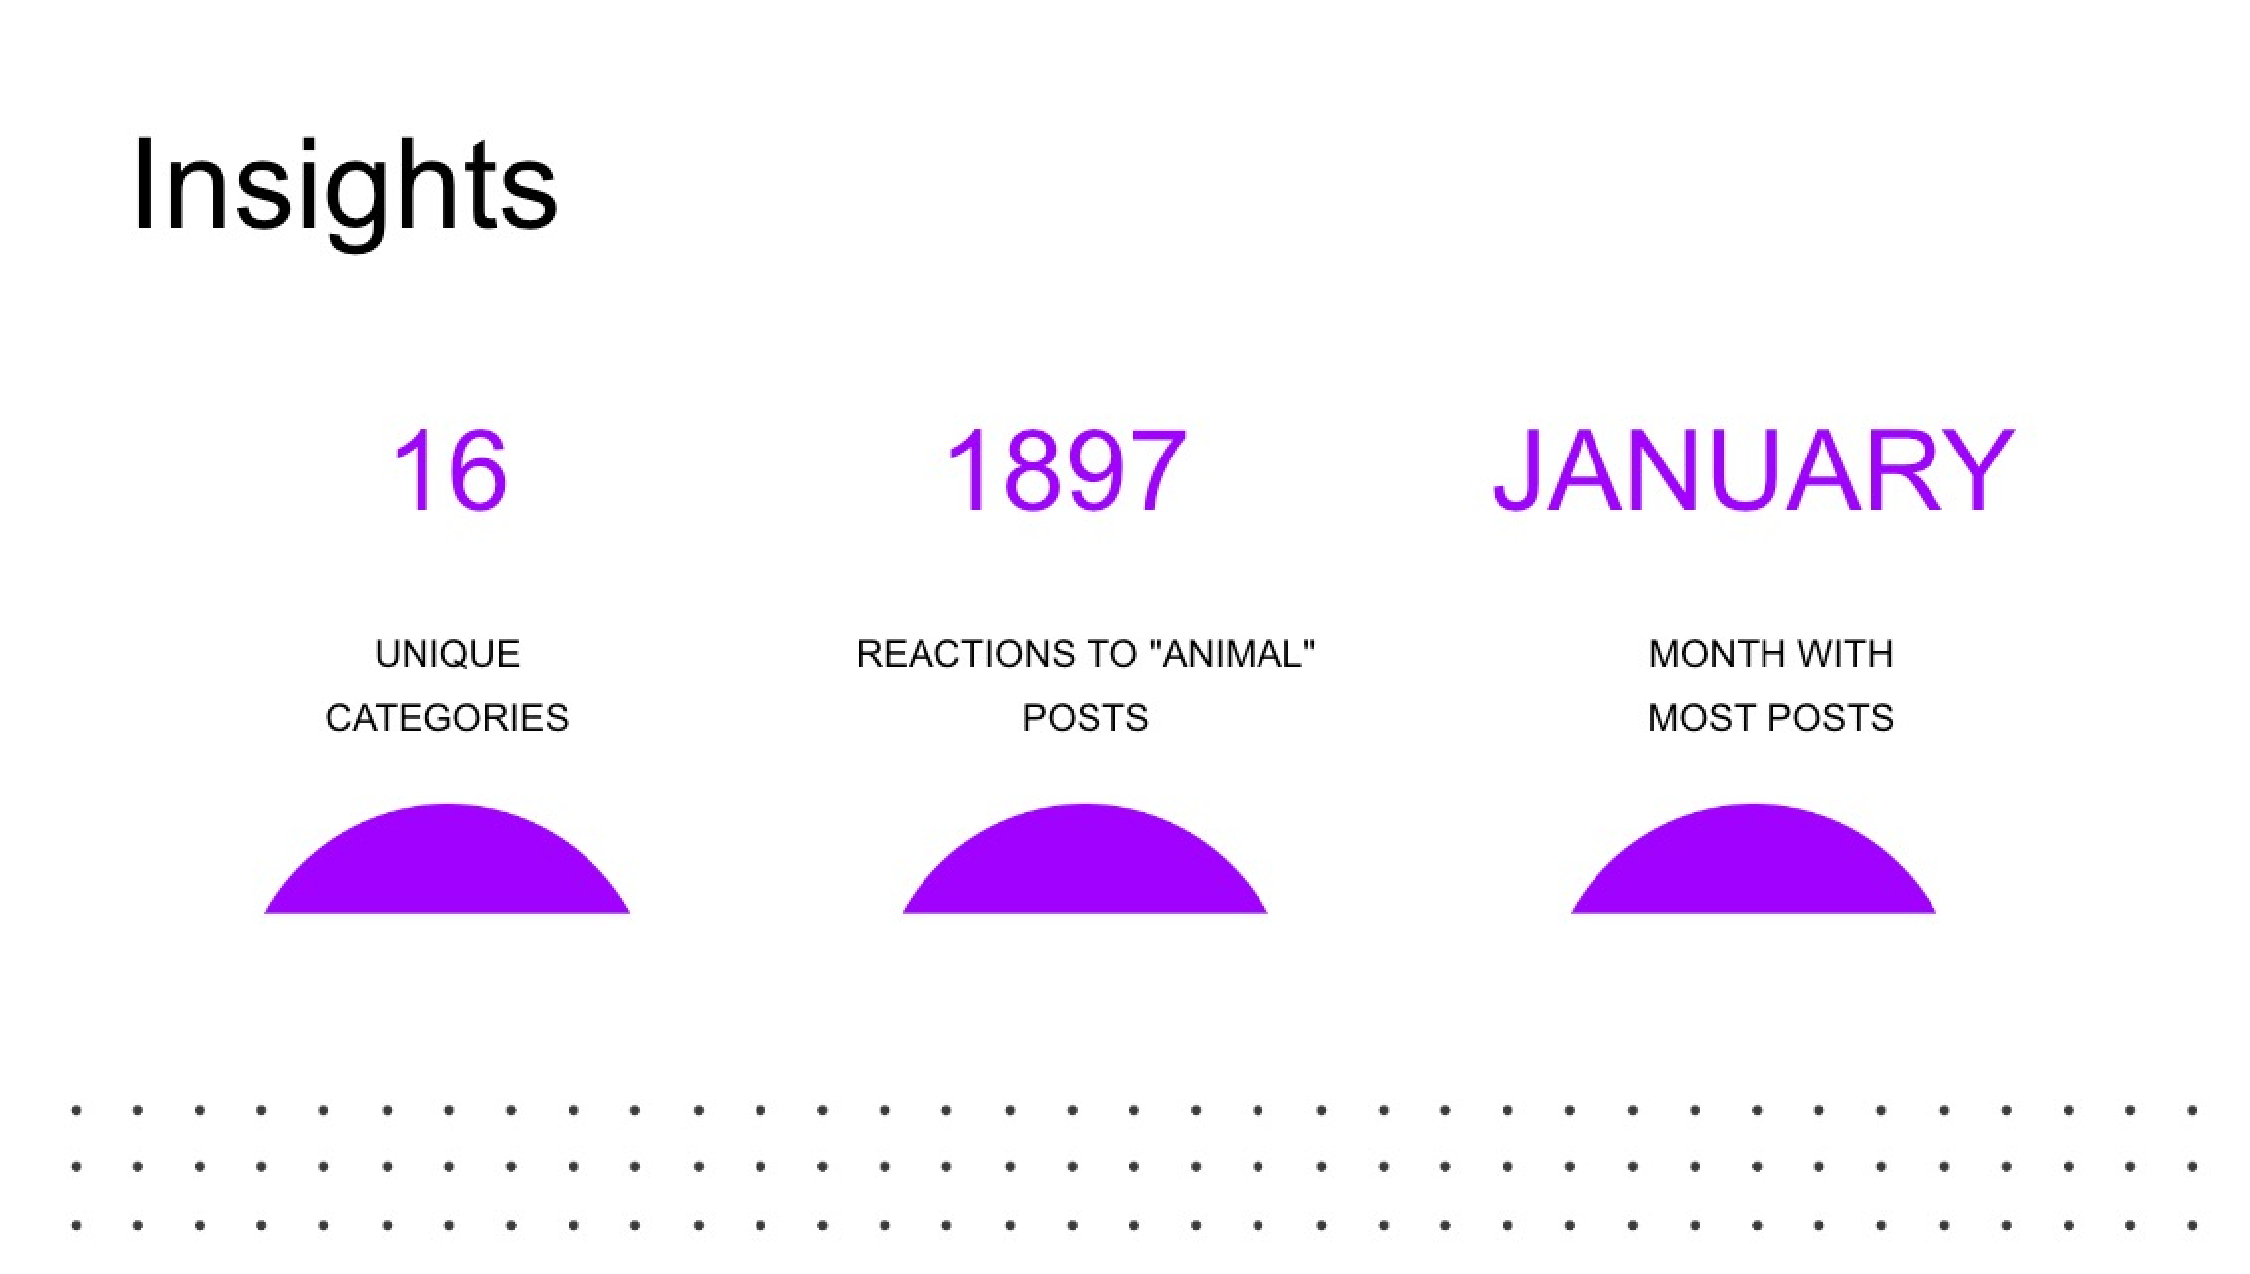 Insights
16
UNIQUE
CATEGORIES
1897
REACTIONS TO "ANIMAL"
POSTS
JANUARY
MONTH WITH
MOST POSTS